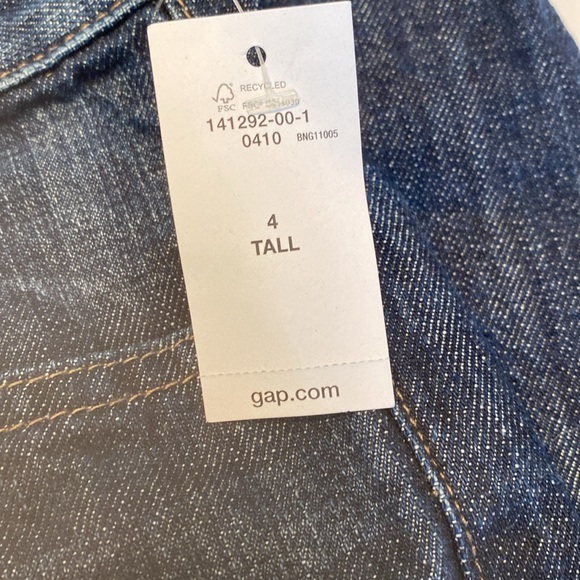 RECYCLED
FSC
141292-00-1
0410 BNG11005
4
TALL
gap.com